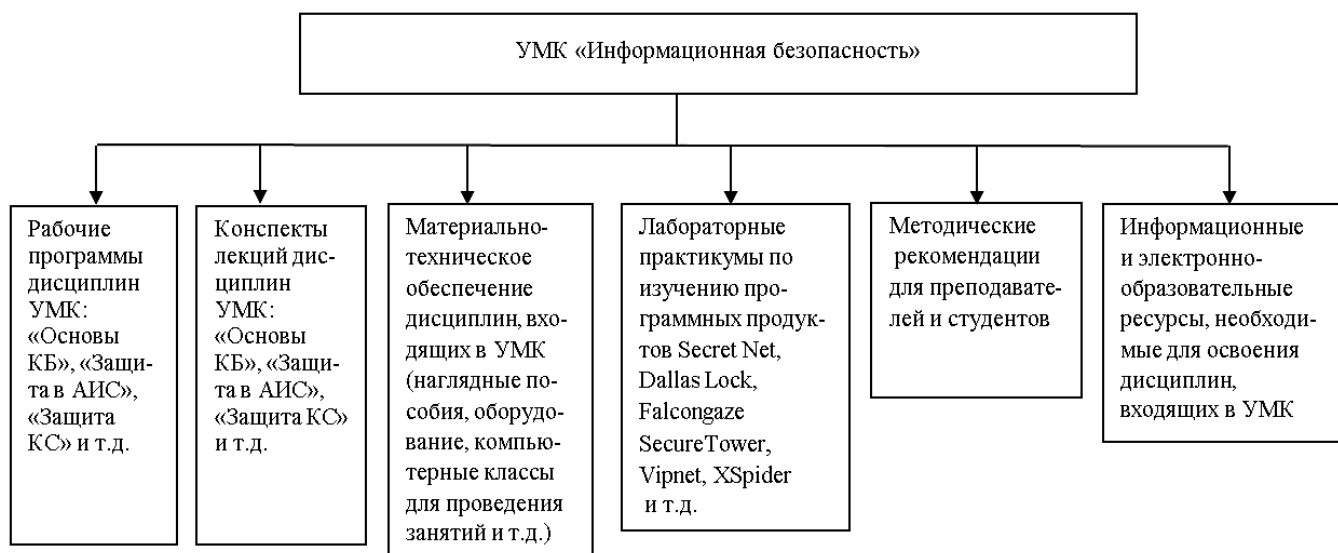 УМК «Информационная безопасность»
Рабочие
программы
дисциплин
УМК:
«Основы
КБ», «Защи-
та в АИС»,
«Защита
КС» и т.д.
Конспекты
лекций дис-
циплин
УМК:
«Основы
КБ», «Защи-
та в АИС»,
«Защита КС»
и т.д.
Материально-
техническое
обеспечение
дисциплин, вхо-
дящих в УМК
(наглядные по-
собия, оборудо-
вание, компью-
терные классы
для проведения
занятий и т.д.)
Лабораторные
практикумы по
изучению про-
граммных продук-
тов Secret Net,
Dallas Lock,
Falcongaze
SecureTower,
Vipnet, XSpider
и т.д.
Методические
рекомендации
для преподавате-
лей и студентов
Информационные
и электронно-
образовательные
ресурсы, необходи-
мые для освоения
дисциплин,
входящих в УМК